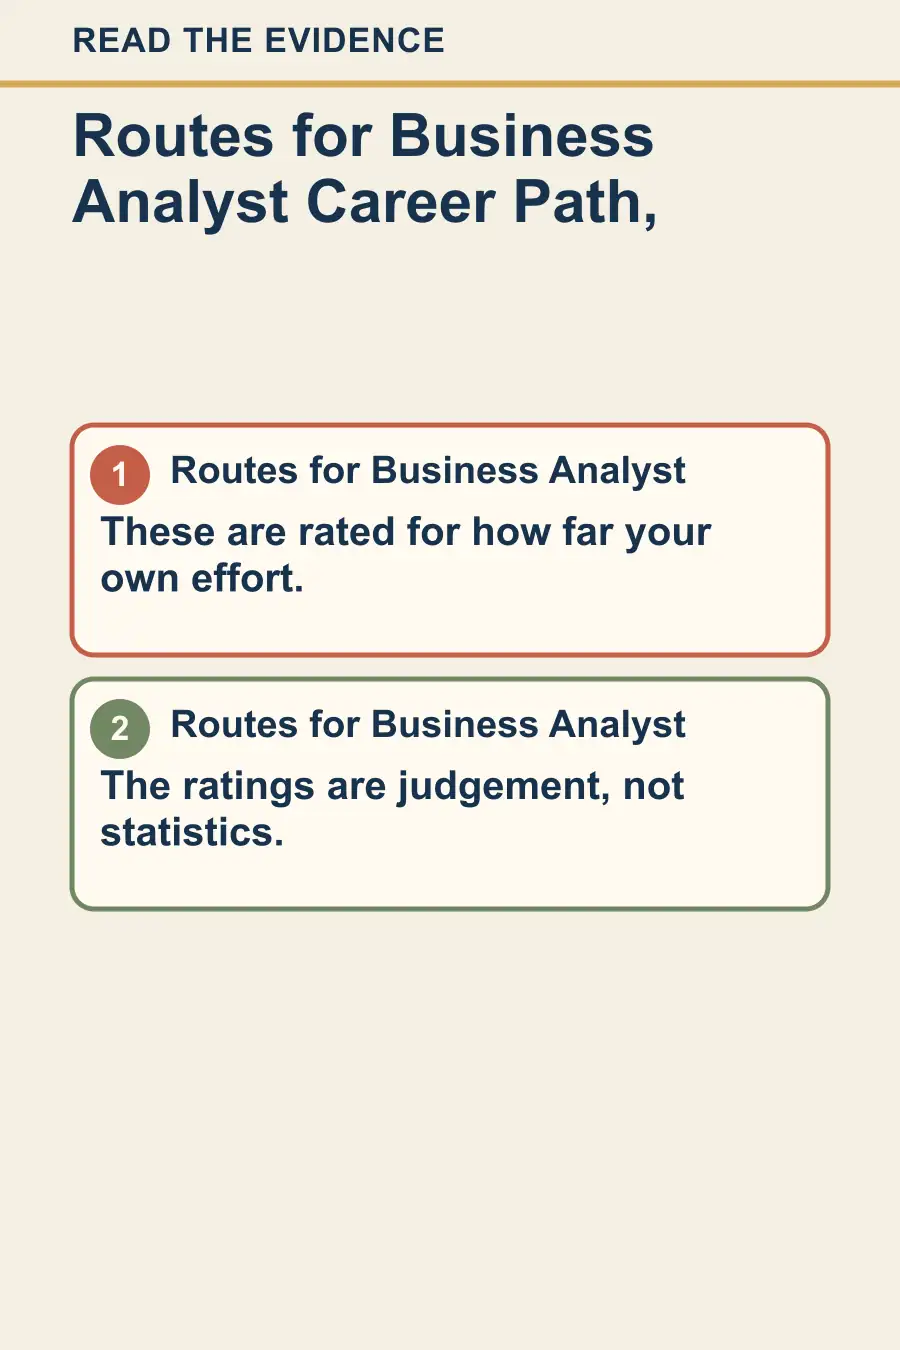 READ THE EVIDENCE
Routes for Business
Analyst Career Path,
1 Routes for Business Analyst
These are rated for how far your
own effort.
2 Routes for Business Analyst
The ratings are judgement, not
statistics.